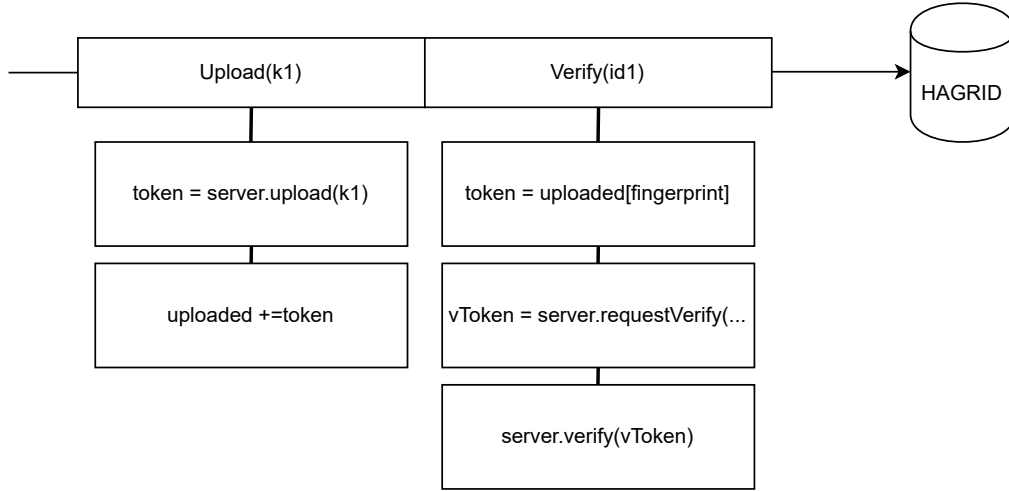 Upload(k1)
Verify(id1)
HAGRID
token = server.upload(k1)
token = uploaded[fingerprint]
uploaded +=token
vToken = server.requestVerify(...
server.verify(vToken)